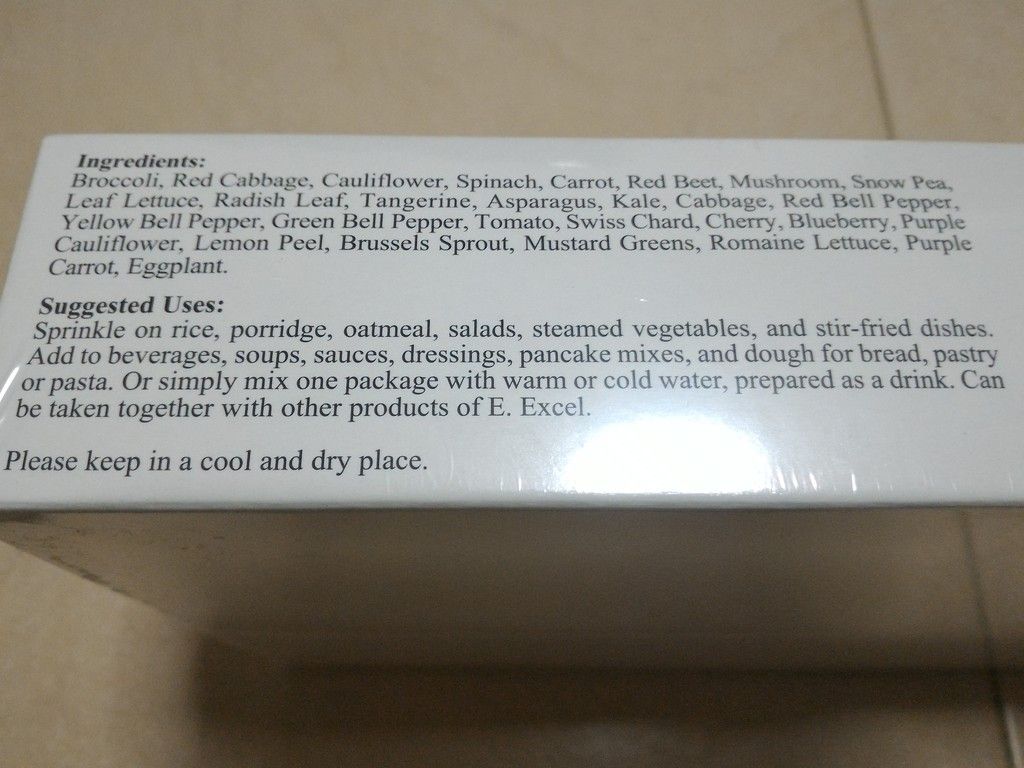 Ingredients:
Broccoli, Red Cabbage, Cauliflower, Spinach, Carrot, Red Beet, Mushroom, Snow Pea,
Leaf Lettuce, Radish Leaf, Tangerine, Asparagus, Kale, Cabbage, Red Bell Pepper,
Yellow Bell Pepper, Green Bell Pepper, Tomato, Swiss Chard, Cherry, Blueberry, Purple
Cauliflower, Lemon Peel, Brussels Sprout, Mustard Greens, Romaine Lettuce, Purple
Carrot, Eggplant.
Suggested Uses:
Sprinkle on rice, porridge, oatmeal, salads, steamed vegetables, and stir-fried dishes.
Add to beverages, soups, sauces, dressings, pancake mixes, and dough for bread, pastry
or pasta. Or simply mix one package with warm or cold water, prepared as a drink. Can
be taken together with other products of E. Excel.
Please keep in a cool and dry place.